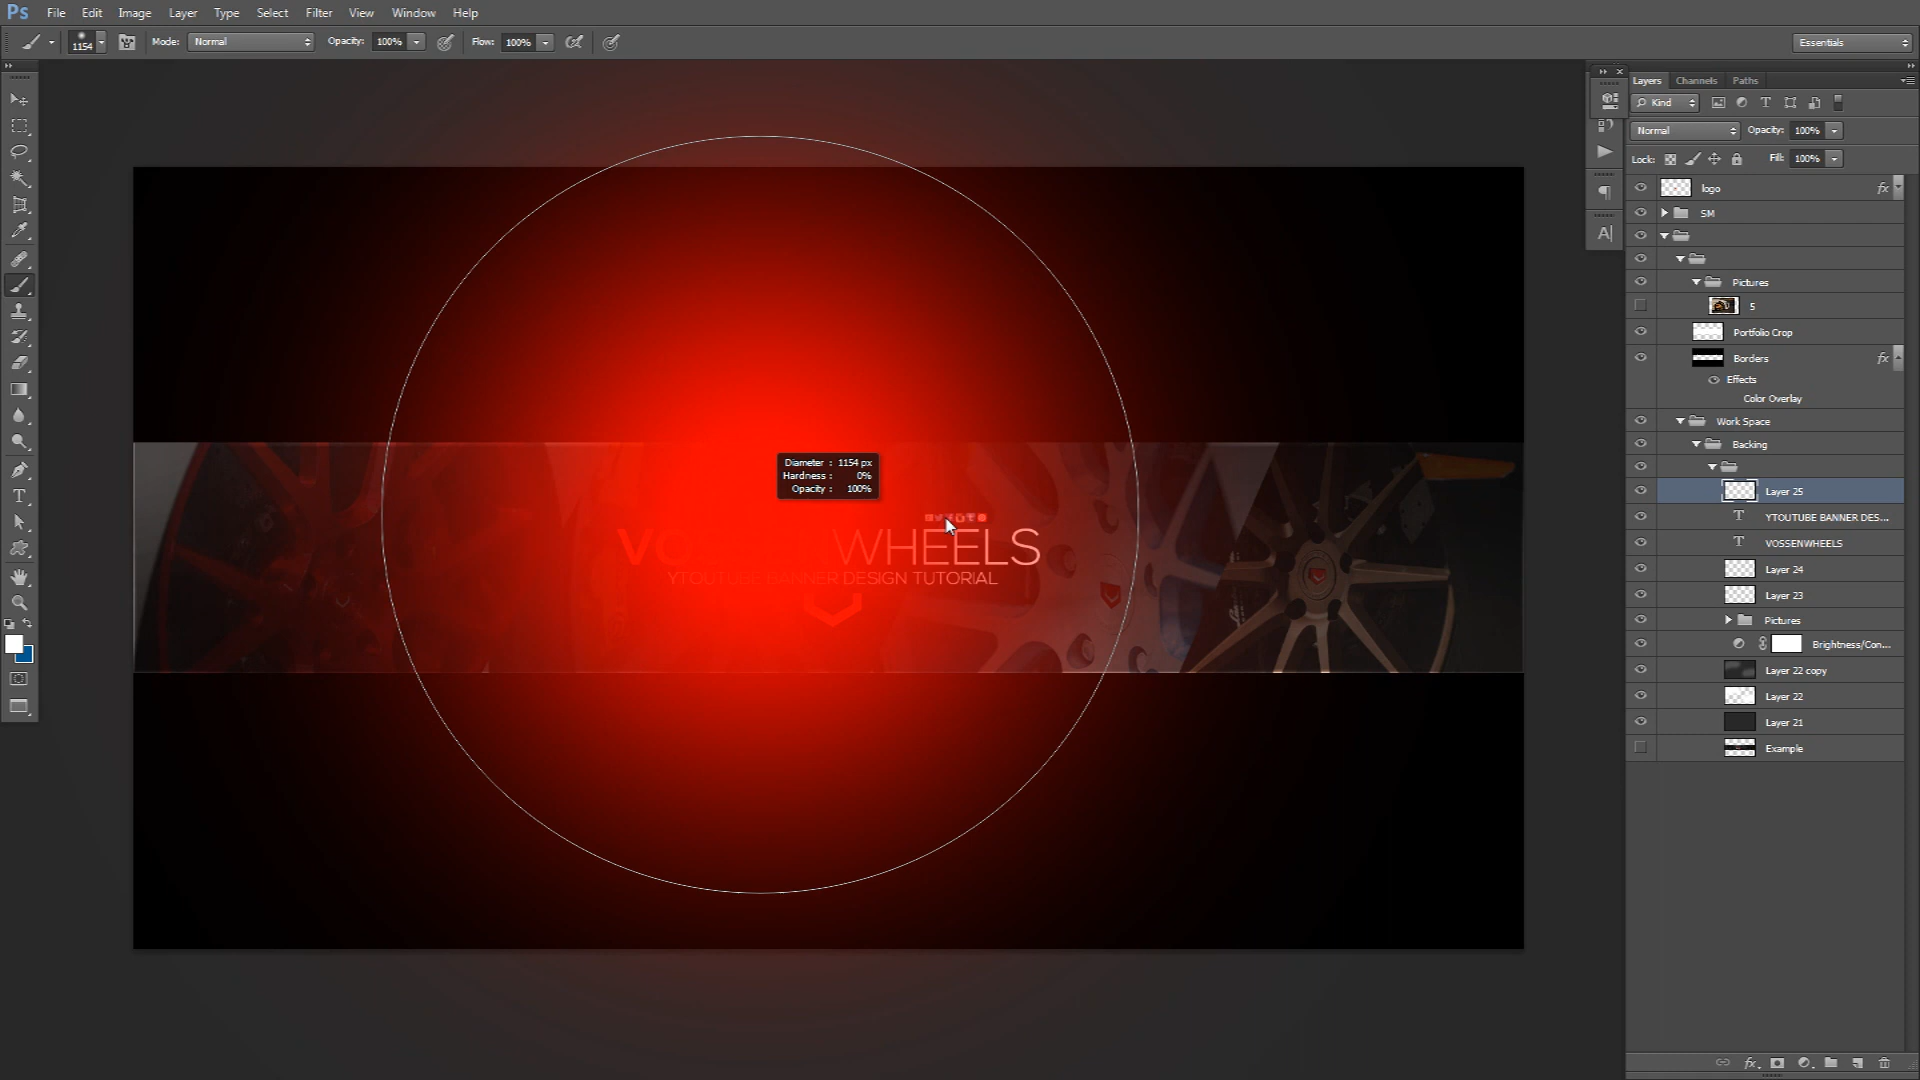 Ps File Edit Image Layer Type Select Filter View Window Help
1154 Mode: Normal Opacity: 100% Flow: 100% Essentials
Layers Channels Paths
Kind
Normal Opacity: 100%
Lock: Fill: 100%
logo fx
SM
Pictures
5
Portfolio Crop
Borders fx
Effects
Color Overlay
Work Space
Backing
Layer 25
YTOUTUBE BANNER DES...
VOSSENWHEELS
Layer 24
Layer 23
Pictures
Brightness/Con...
Layer 22 copy
Layer 22
Layer 21
Example
Diameter : 1154 px
Hardness : 0%
Opacity : 100%
WHEELS
YTOUTUBE BANNER DESIGN TUTORIAL